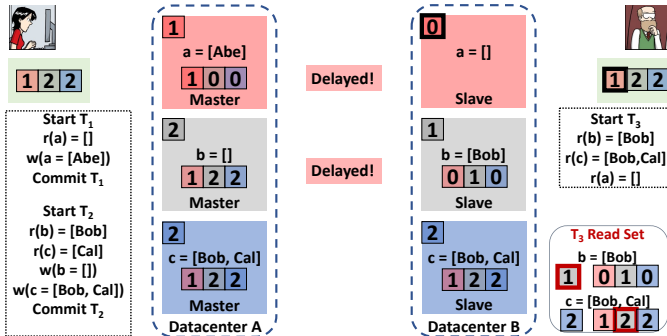 1 2 2
Start T1
r(a) = []
w(a = [Abe])
Commit T1
Start T2
r(b) = [Bob]
r(c) = [Cal]
w(b = [])
w(c = [Bob, Cal])
Commit T2
1
a = [Abe]
1 0 0
Master
2
b = []
1 2 2
Master
2
c = [Bob, Cal]
1 2 2
Master
Datacenter A
Delayed!
Delayed!
0
a = []
Slave
1
b = [Bob]
0 1 0
Slave
2
c = [Bob, Cal]
1 2 2
Slave
Datacenter B
1 2 2
Start T3
r(b) = [Bob]
r(c) = [Bob,Cal]
r(a) = []
T3 Read Set
b = [Bob]
1 0 1 0
c = [Bob, Cal]
2 1 2 2